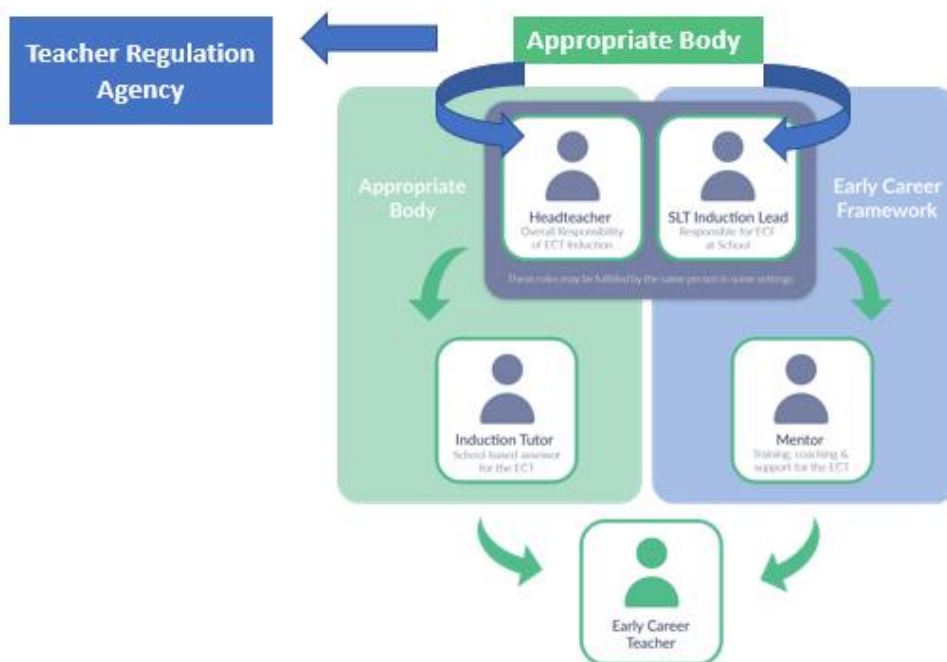 Teacher Regulation
Agency
Appropriate Body
Appropriate
Body
Early Career
Framework
Headteacher
Overall Responsibility
of ECT Induction
SLT Induction Lead
Responsible for ECF
at School
These roles may be fulfilled by the same person in some settings
Induction Tutor
School-based assessor
for the ECT
Mentor
Training, coaching &
support for the ECT
Early Career
Teacher